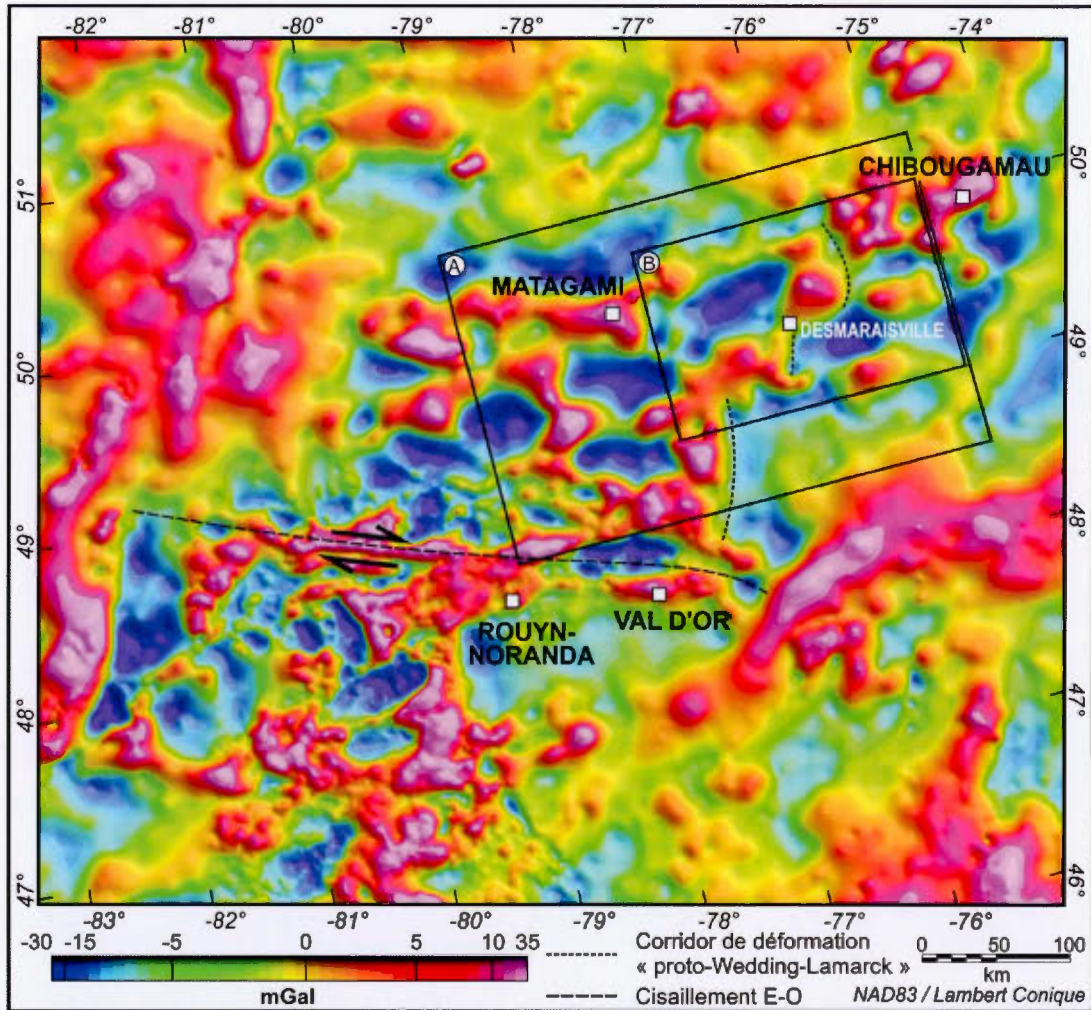 -82° -81° -80° -79° -78° -77° -76° -75° -74°
50°
CHIBOUGAMAU
51°
A
B
MATAGAMI
DESMARAISVILLE
49°
50°
48°
49°
ROUYN-
NORANDA
VAL D'OR
47°
48°
46°
47°
-83° -82° -81° -80° -79° -78° -77° -76°
-30 -15 -5 0 5 10 35
mGal
Corridor de déformation
« proto-Wedding-Lamarck »
Cisaillement E-O
0 50 100
km
NAD83 / Lambert Conique